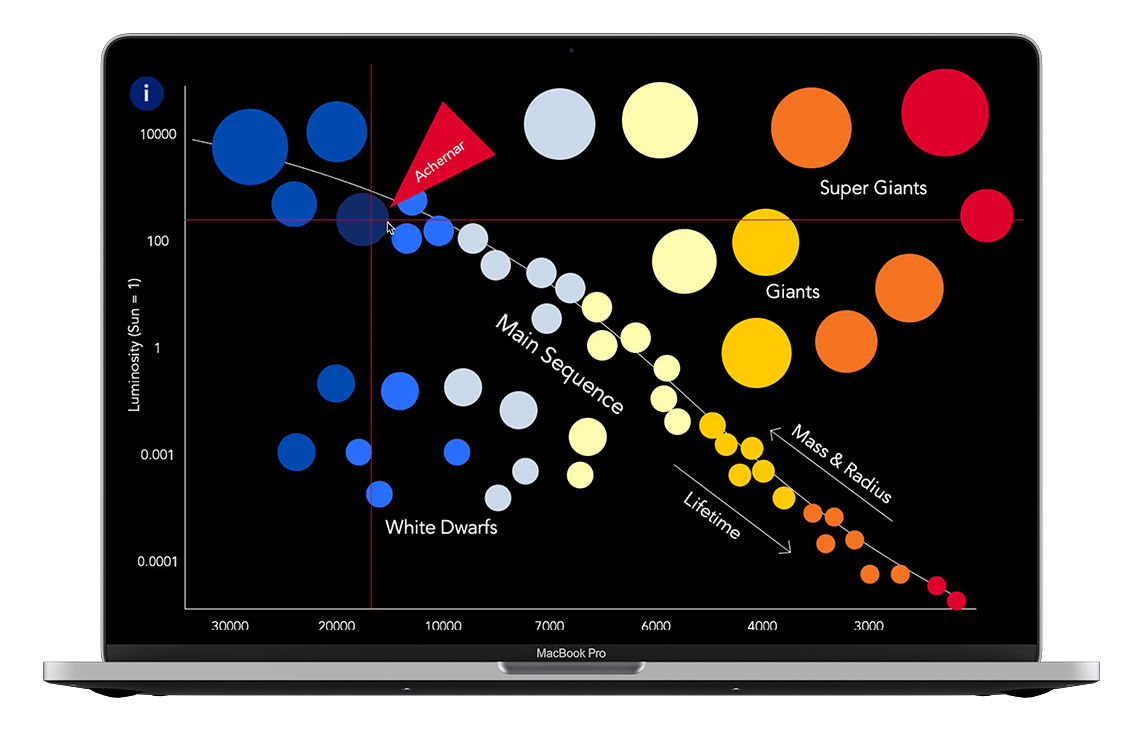 i
10000
Achernar
Super Giants
100
Giants
Luminosity (Sun = 1)
1
Main Sequence
0.001
Mass & Radius
Lifetime
White Dwarfs
0.0001
30000 20000 10000 7000 6000 4000 3000
MacBook Pro